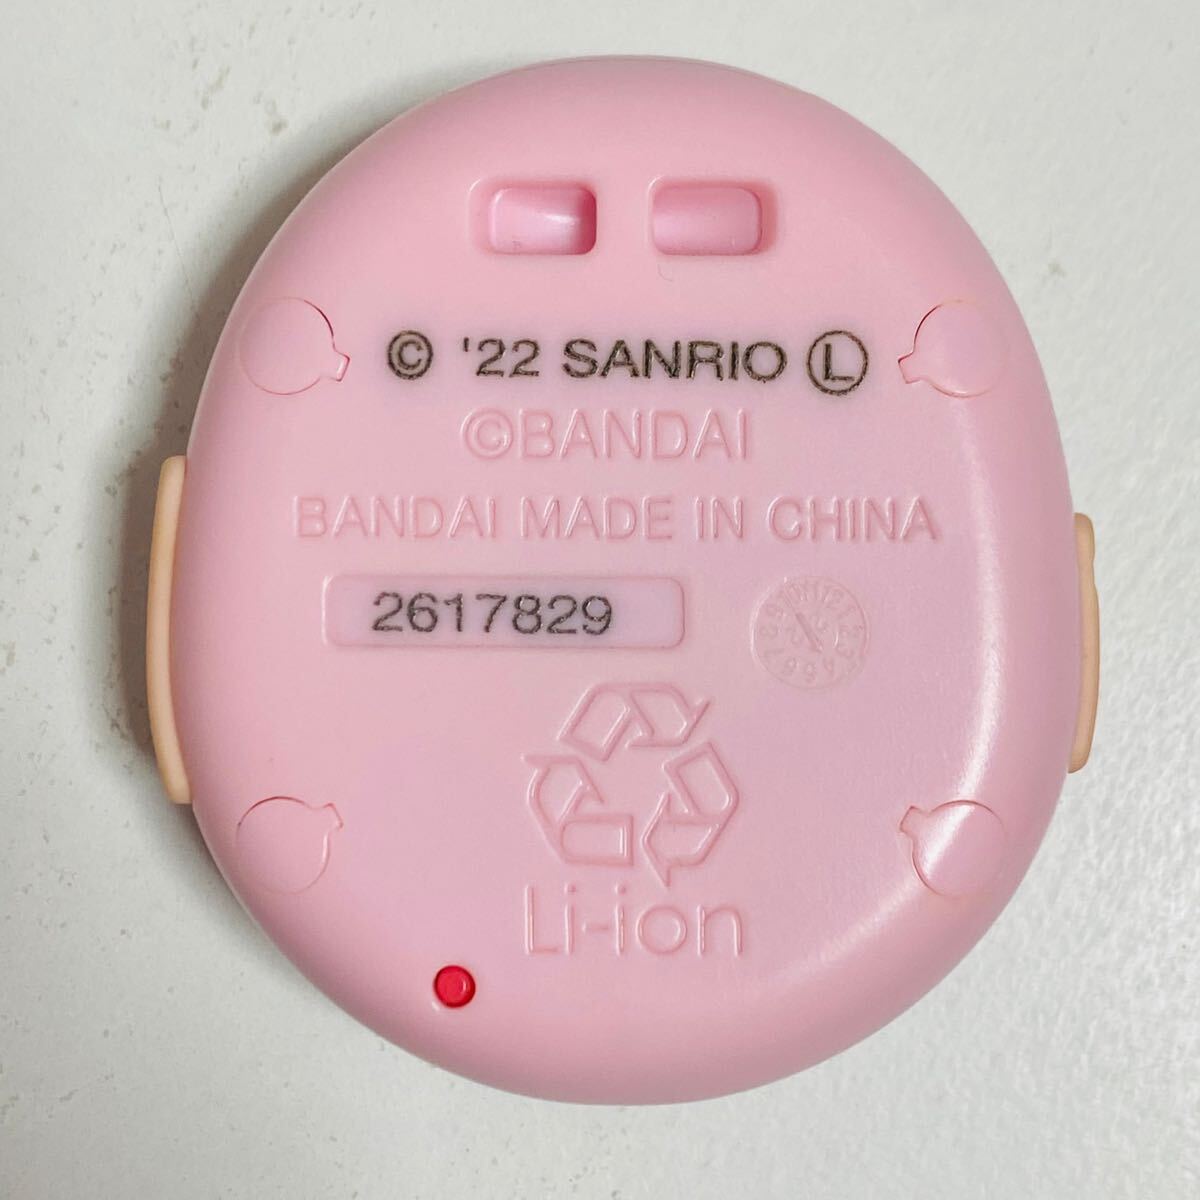 © '22 SANRIO Ⓛ
©BANDAI
BANDAI MADE IN CHINA
2617829
Li-ion